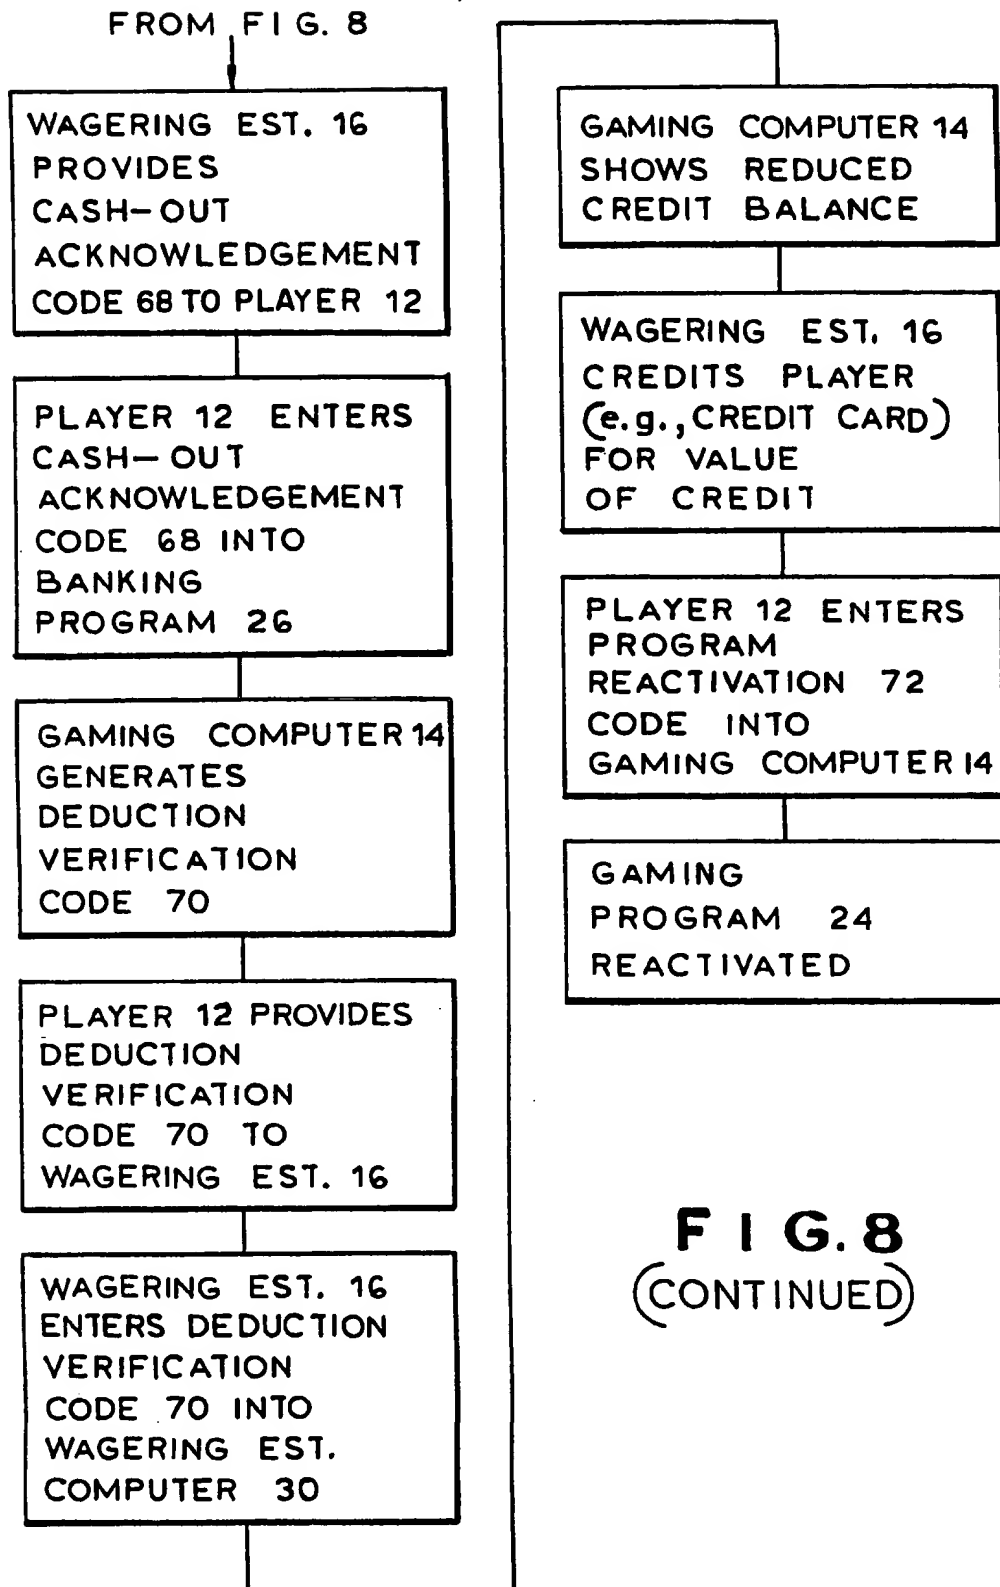 FROM FIG. 8
WAGERING EST. 16
PROVIDES
CASH-OUT
ACKNOWLEDGEMENT
CODE 68 TO PLAYER 12
PLAYER 12 ENTERS
CASH-OUT
ACKNOWLEDGEMENT
CODE 68 INTO
BANKING
PROGRAM 26
GAMING COMPUTER 14
GENERATES
DEDUCTION
VERIFICATION
CODE 70
PLAYER 12 PROVIDES
DEDUCTION
VERIFICATION
CODE 70 TO
WAGERING EST. 16
WAGERING EST. 16
ENTERS DEDUCTION
VERIFICATION
CODE 70 INTO
WAGERING EST.
COMPUTER 30
GAMING COMPUTER 14
SHOWS REDUCED
CREDIT BALANCE
WAGERING EST. 16
CREDITS PLAYER
(e.g., CREDIT CARD)
FOR VALUE
OF CREDIT
PLAYER 12 ENTERS
PROGRAM
REACTIVATION 72
CODE INTO
GAMING COMPUTER 14
GAMING
PROGRAM 24
REACTIVATED
FIG. 8
(CONTINUED)